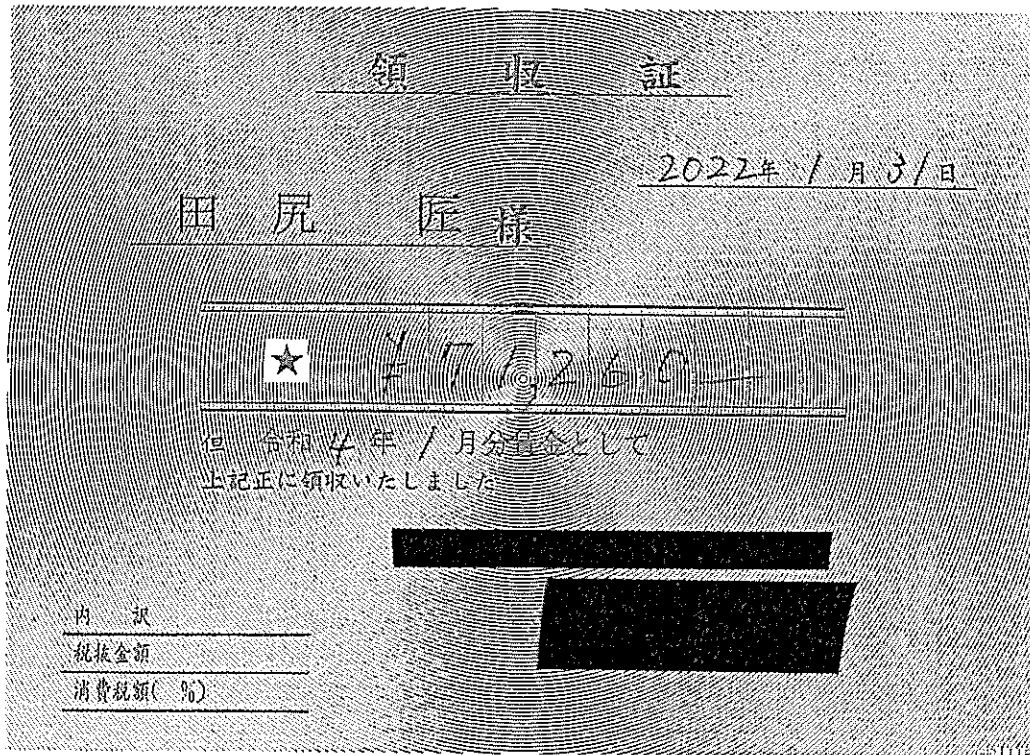 領 収 証
2022年 1月 31日
田 尻 匠 様
★ ¥71,260—
但 令和4年1月分賃金として
上記正に領収いたしました
内 訳
税抜金額
消費税額( %)